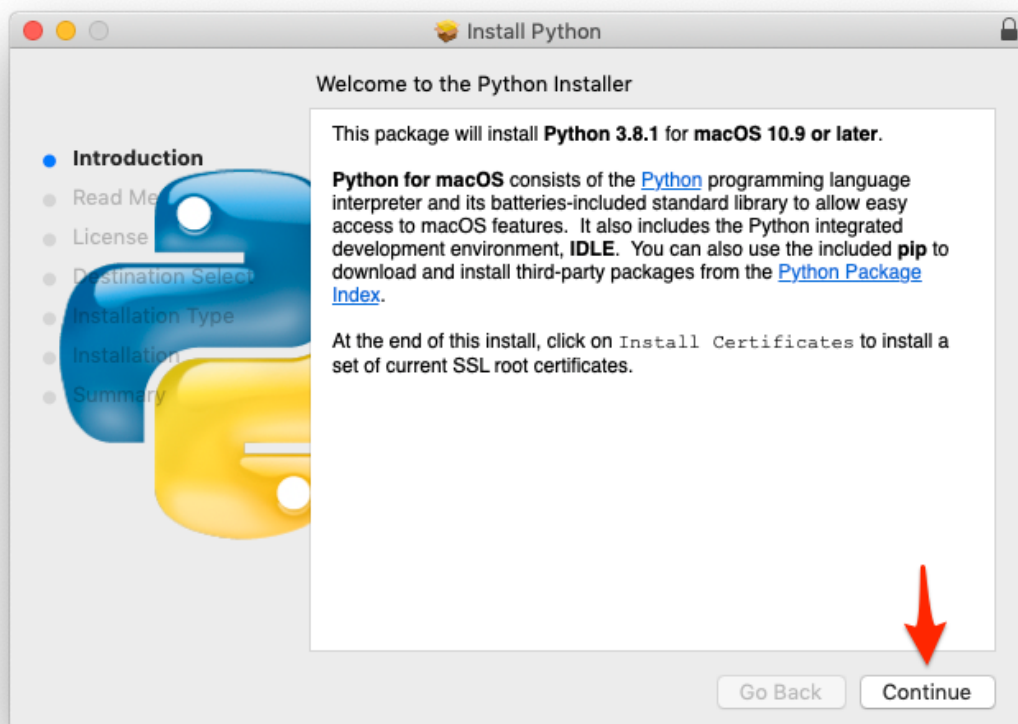 Install Python
Welcome to the Python Installer
Introduction
Read Me
License
Destination Select
Installation Type
Installation
Summary
This package will install Python 3.8.1 for macOS 10.9 or later.
Python for macOS consists of the Python programming language
interpreter and its batteries-included standard library to allow easy
access to macOS features.  It also includes the Python integrated
development environment, IDLE.  You can also use the included pip to
download and install third-party packages from the Python Package
Index.
At the end of this install, click on Install Certificates to install a
set of current SSL root certificates.
Go Back
Continue